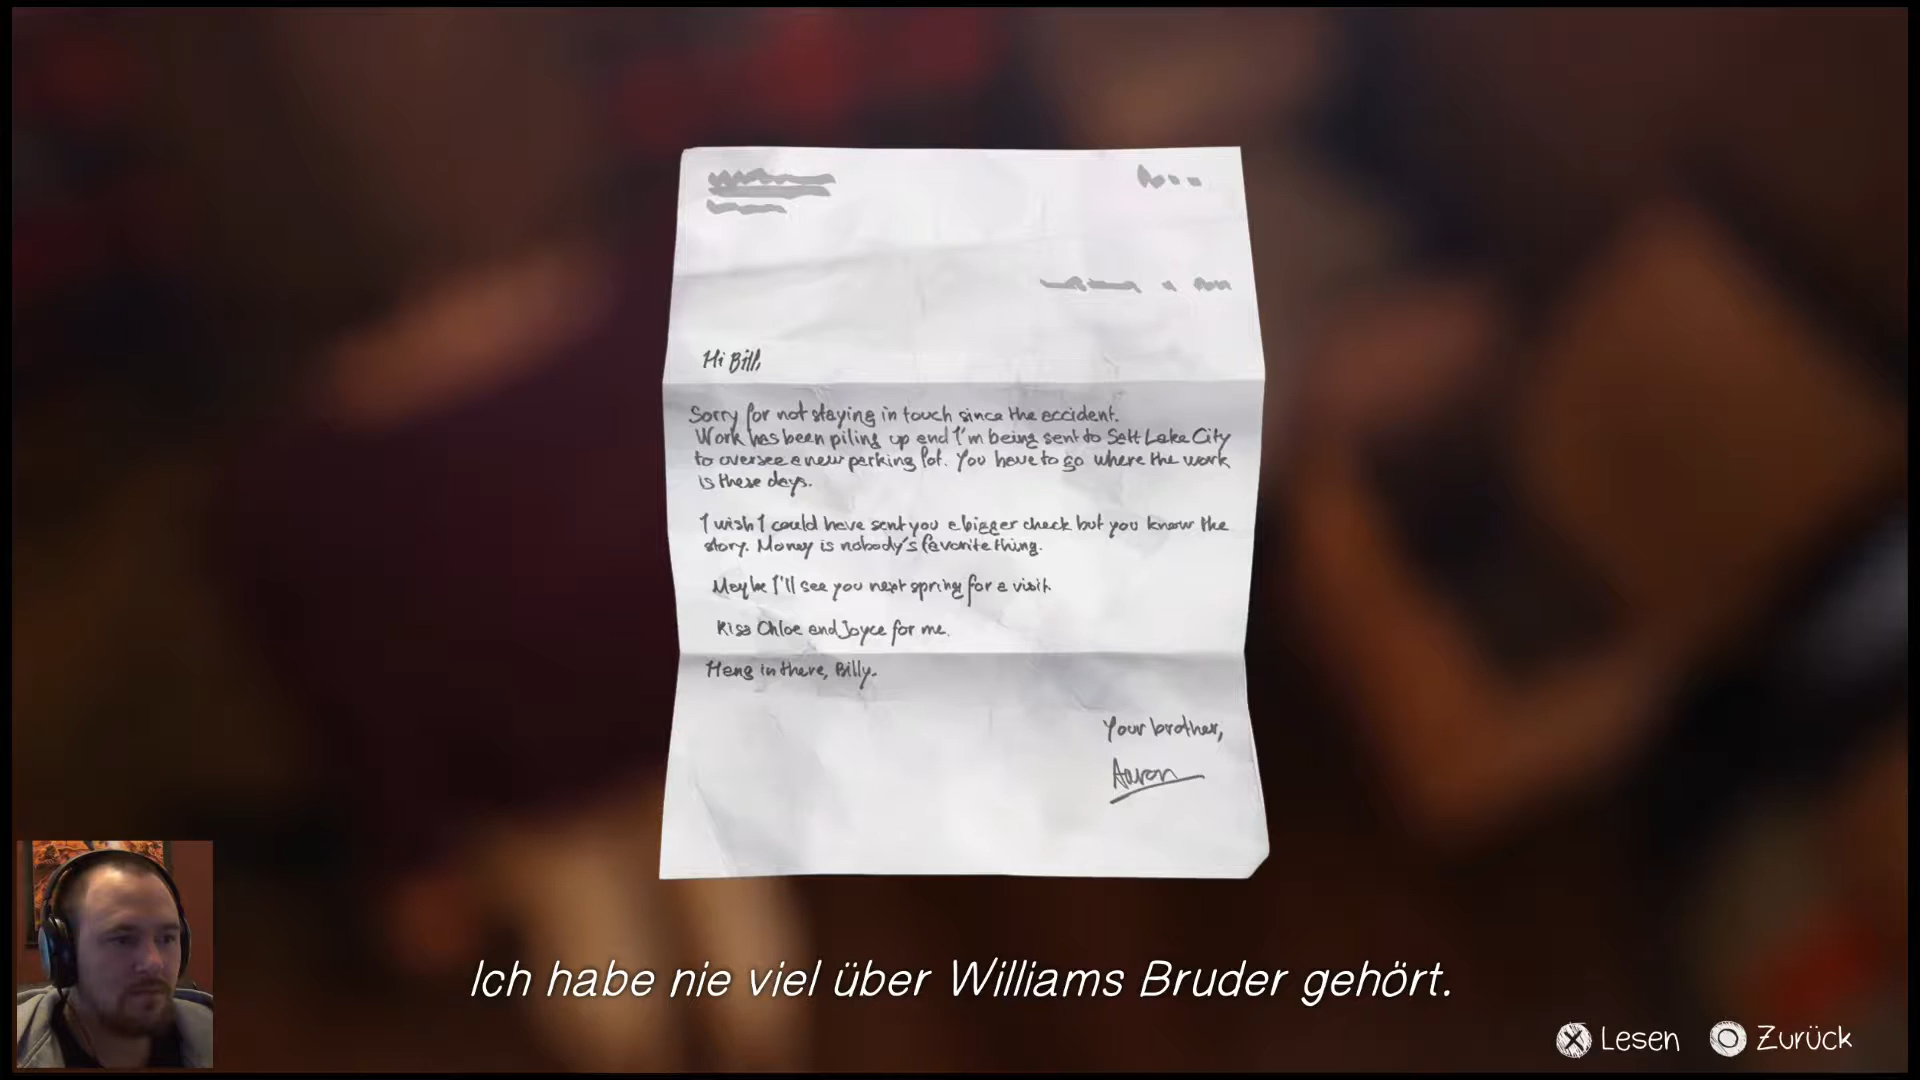 Hi Bill,
Sorry for not staying in touch since the accident.
Work has been piling up and I'm being sent to Salt Lake City
to oversee a new parking lot. You have to go where the work
is these days.
I wish I could have sent you a bigger check but you know the
story. Money is nobody's favorite thing.
Maybe I'll see you next spring for a visit.
Kiss Chloe and Joyce for me.
Hang in there, Billy.
Your brother,
Aaron
Ich habe nie viel über Williams Bruder gehört.
Lesen Zurück